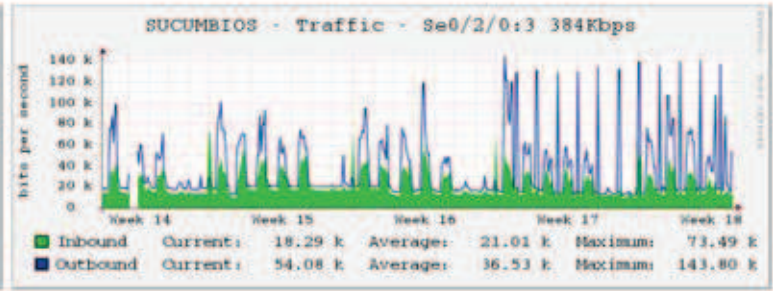 SUCUMBIOS - Traffic - Se0/2/0:3 384Kbps
bits per second
140 k
120 k
100 k
80 k
60 k
40 k
20 k
0
Week 14 Week 15 Week 16 Week 17 Week 18
Inbound Current: 18.29 k Average: 21.01 k Maximum: 73.49 k
Outbound Current: 54.08 k Average: 36.53 k Maximum: 143.80 k